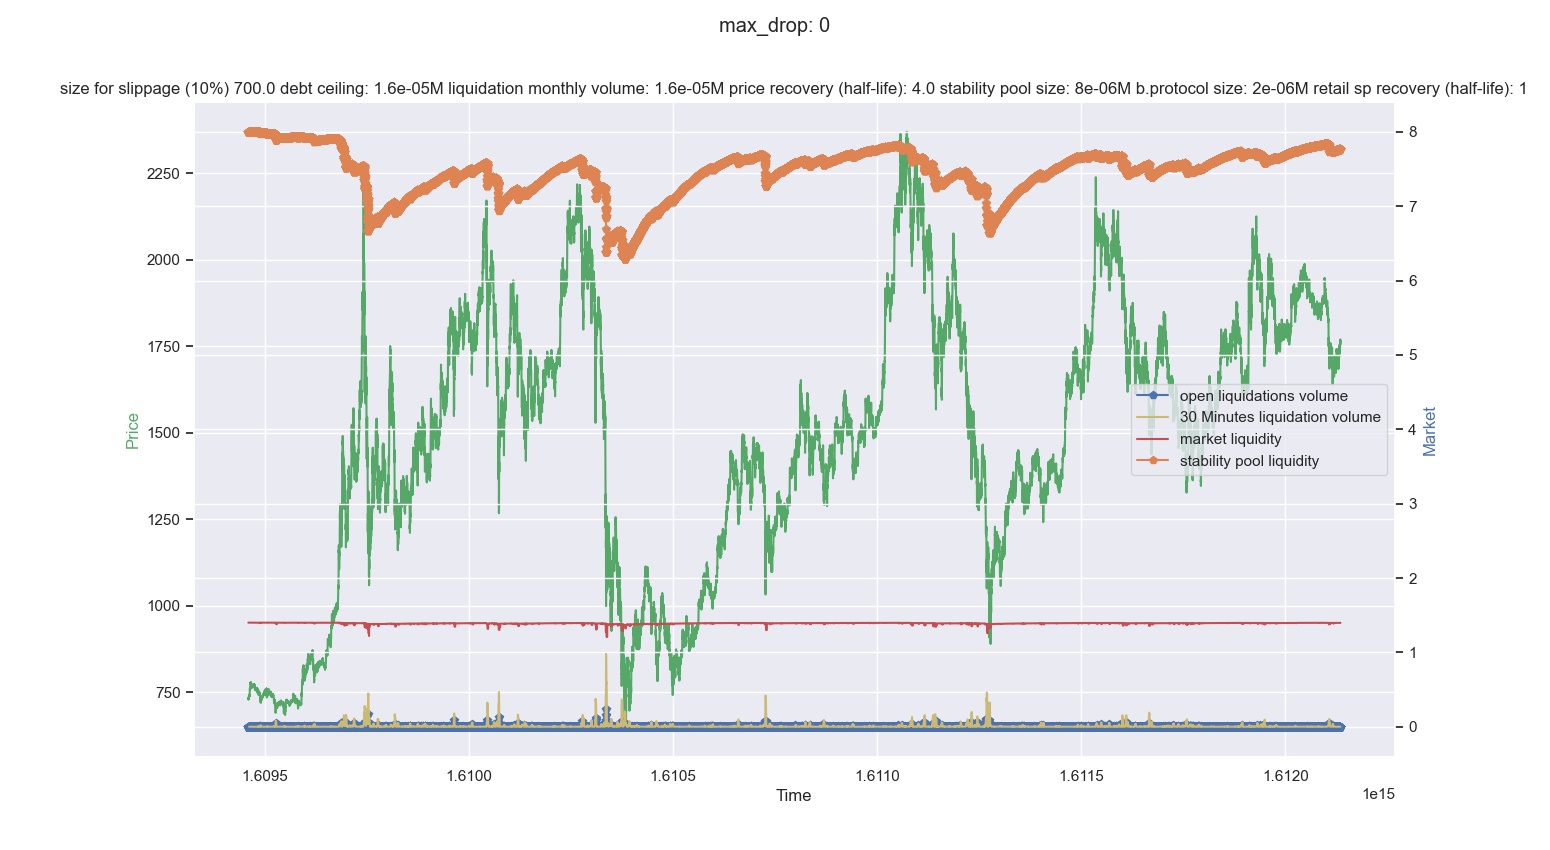 max_drop: 0
size for slippage (10%) 700.0 debt ceiling: 1.6e-05M liquidation monthly volume: 1.6e-05M price recovery (half-life): 4.0 stability pool size: 8e-06M b.protocol size: 2e-06M retail sp recovery (half-life): 1
2250
2000
1750
1500
1250
1000
750
Price
8
7
6
5
4
3
2
1
0
Market
open liquidations volume
30 Minutes liquidation volume
market liquidity
stability pool liquidity
1.6095 1.6100 1.6105 1.6110 1.6115 1.6120
Time
1e15